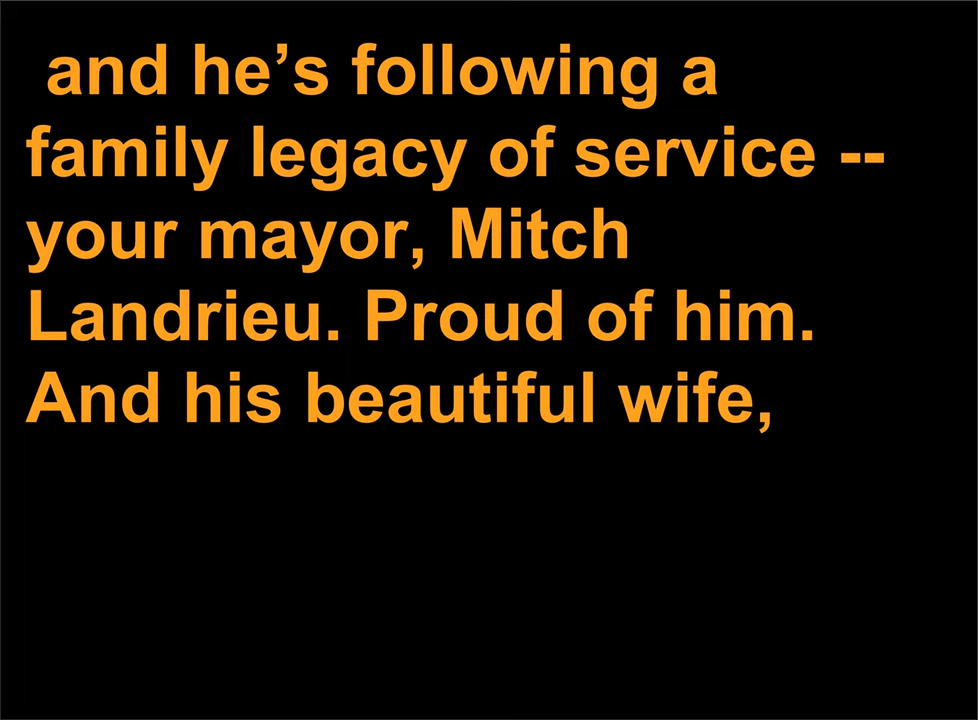 and he’s following a
family legacy of service --
your mayor, Mitch
Landrieu. Proud of him.
And his beautiful wife,